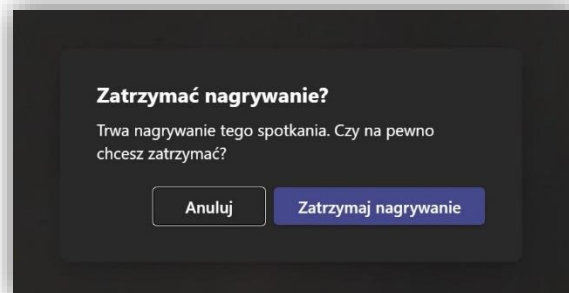 Zatrzymać nagrywanie?
Trwa nagrywanie tego spotkania. Czy na pewno
chcesz zatrzymać?
Anuluj
Zatrzymaj nagrywanie